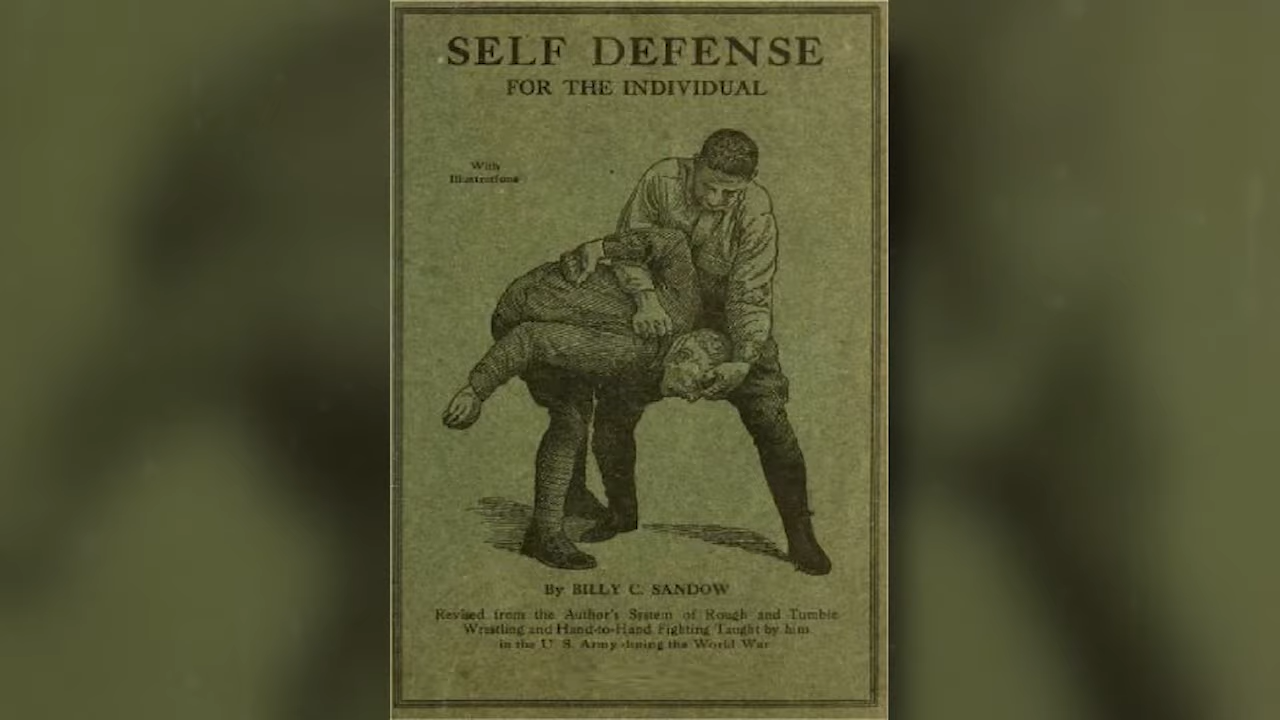 SELF DEFENSE
FOR THE INDIVIDUAL
With
Illustrations
By BILLY C. SANDOW
Revised from the Author's System of Rough and Tumble
Wrestling and Hand-to-Hand Fighting Taught by him
in the U. S. Army during the World War